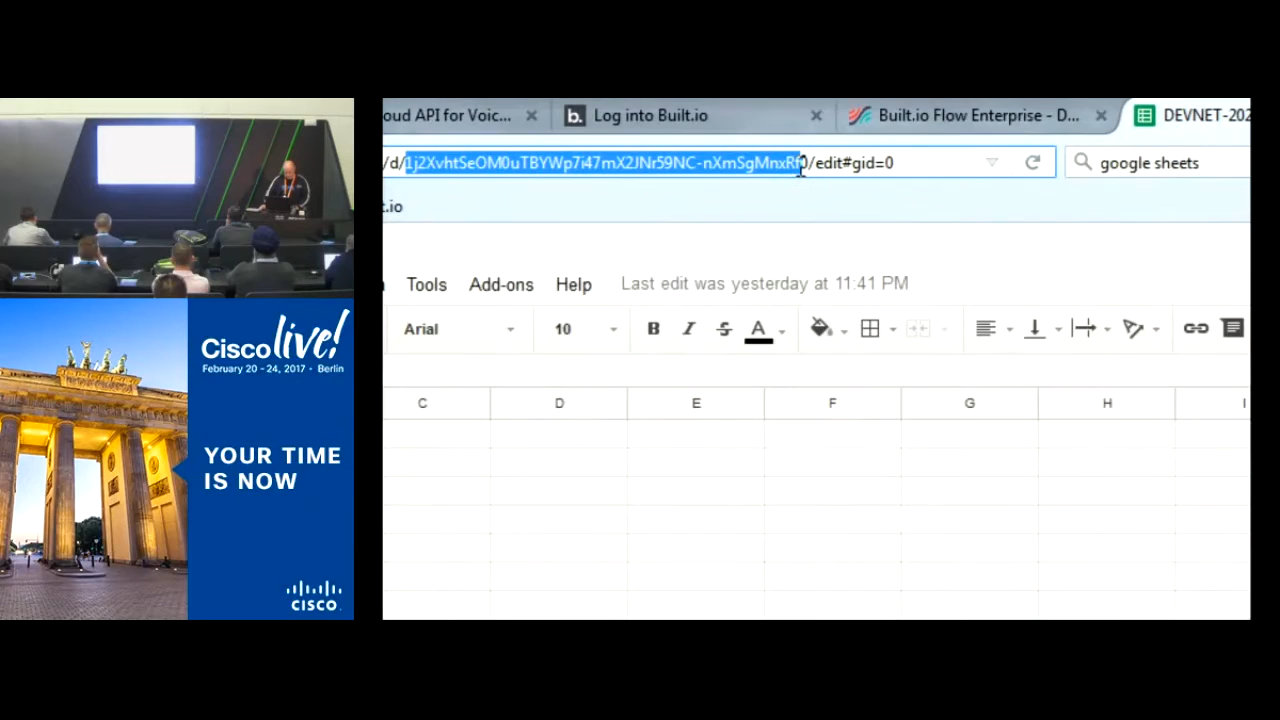 oud API for Voic...
Log into Built.io
Built.io Flow Enterprise - D...
DEVNET-202
/d/1j2XvhtSeOM0uTBYWp7i47mX2JNr59NC-nXmSgMnxRf0/edit#gid=0
google sheets
t.io
Tools Add-ons Help Last edit was yesterday at 11:41 PM
Arial 10 B I S A
C D E F G H I
Cisco live!
February 20 - 24, 2017 • Berlin
YOUR TIME
IS NOW
CISCO